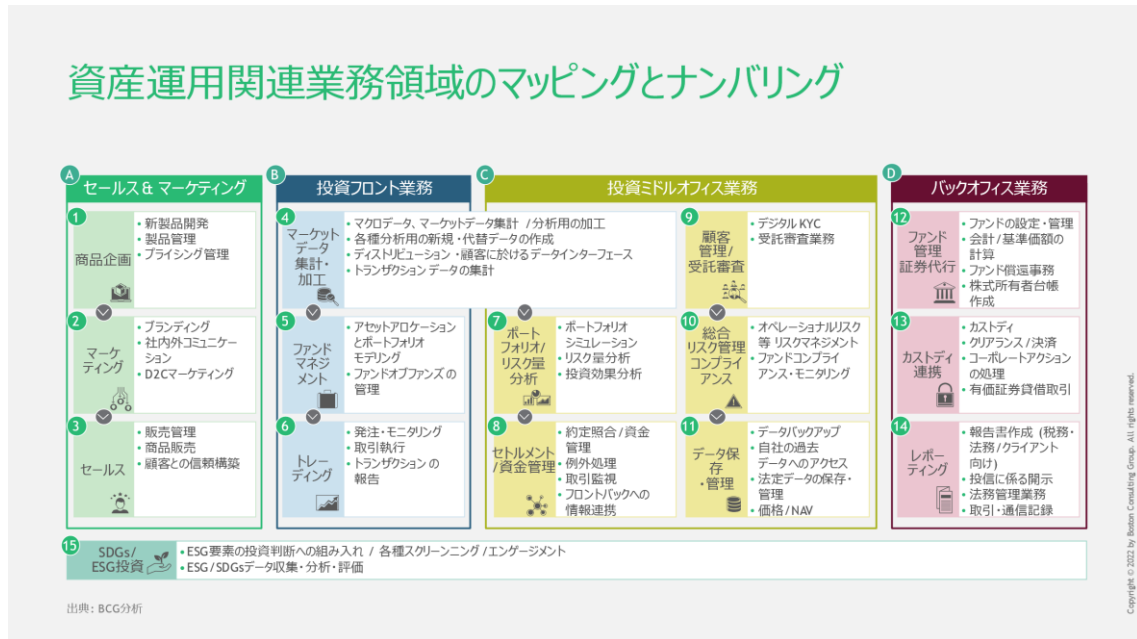 資産運用関連業務領域のマッピングとナンバリング
A
セールス & マーケティング
1
商品企画
• 新製品開発
• 製品管理
• プライシング管理
2
マーケ
ティング
• ブランディング
• 社内外コミュニケー
ション
• D2Cマーケティング
3
セールス
• 販売管理
• 商品販売
• 顧客との信頼構築
B
投資フロント業務
4
マーケット
データ
集計・
加工
• マクロデータ、マーケットデータ集計 / 分析用の加工
• 各種分析用の新規・代替データの作成
• ディストリビューション・顧客に於けるデータインターフェース
• トランザクション データの集計
5
ファンド
マネジ
メント
• アセットアロケーション
とポートフォリオ
モデリング
• ファンドオブファンズの
管理
6
トレー
ディング
• 発注・モニタリング
• 取引執行
• トランザクションの
報告
C
投資ミドルオフィス業務
7
ポート
フォリオ/
リスク量
分析
• ポートフォリオ
シミュレーション
• リスク量分析
• 投資効果分析
8
セトルメント
/資金管理
• 約定照合/資金
管理
• 例外処理
• 取引監視
• フロントバックへの
情報連携
9
顧客
管理/
受託審査
• デジタル KYC
• 受託審査業務
10
総合
リスク管理
コンプライ
アンス
• オペレーショナルリスク
等 リスクマネジメント
• ファンドコンプライ
アンス・モニタリング
11
データ保
存
・管理
• データバックアップ
• 自社の過去
データへのアクセス
• 法定データの保存・
管理
• 価格/NAV
D
バックオフィス業務
12
ファンド
管理
証券代行
• ファンドの設定・管理
• 会計/基準価額の
計算
• ファンド償還事務
• 株式所有者台帳
作成
13
カストディ
連携
• カストディ
• クリアランス/決済
• コーポレートアクション
の処理
• 有価証券貸借取引
14
レポー
ティング
• 報告書作成 (税務・
法務/クライアント
向け)
• 投信に係る開示
• 法務管理業務
• 取引・通信記録
15
SDGs/
ESG投資
• ESG要素の投資判断への組み入れ / 各種スクリーンニング/エンゲージメント
• ESG/SDGsデータ収集・分析・評価
出典: BCG分析
Copyright © 2022 by Boston Consulting Group. All rights reserved.